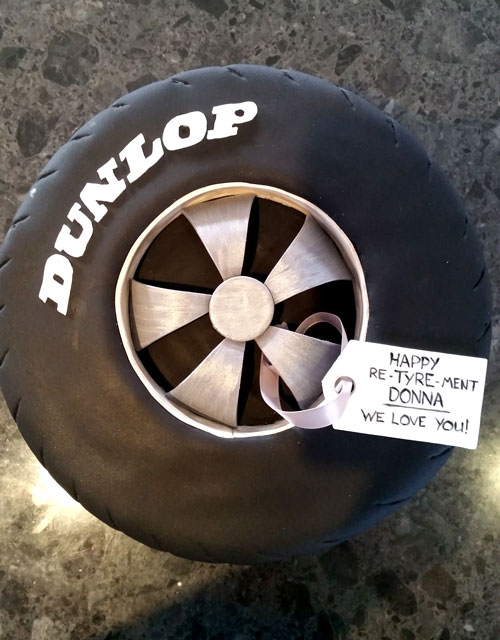 DUNLOP
HAPPY
RE-TYRE-MENT
DONNA
WE LOVE YOU!